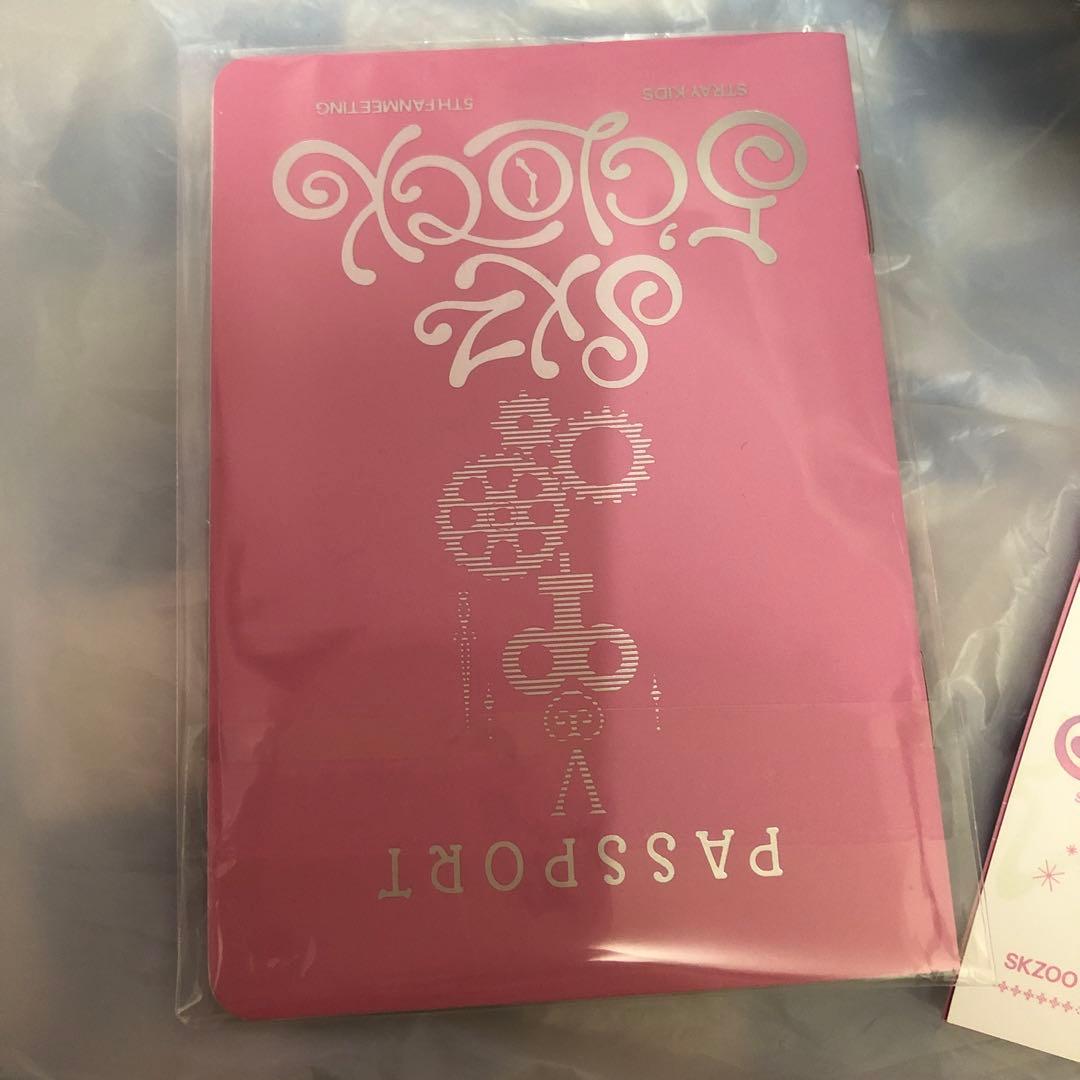 PASSPORT
SKZ
5'CLOCK
STRAY KIDS 5TH FANMEETING
SKZOO